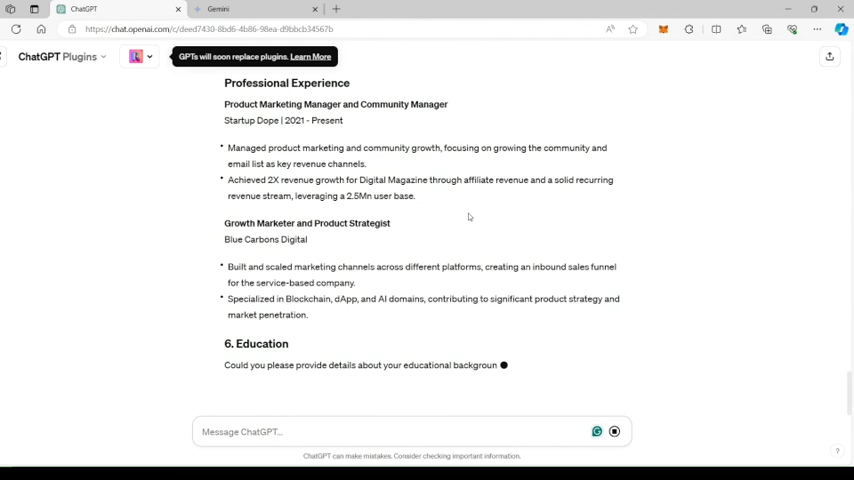 ChatGPT
Gemini
https://chat.openai.com/c/deed7430-8bd6-4b86-98ea-d9bbcb34567b
ChatGPT Plugins
GPTs will soon replace plugins. Learn More
Professional Experience
Product Marketing Manager and Community Manager
Startup Dope | 2021 - Present
• Managed product marketing and community growth, focusing on growing the community and
email list as key revenue channels.
• Achieved 2X revenue growth for Digital Magazine through affiliate revenue and a solid recurring
revenue stream, leveraging a 2.5Mn user base.
Growth Marketer and Product Strategist
Blue Carbons Digital
• Built and scaled marketing channels across different platforms, creating an inbound sales funnel
for the service-based company.
• Specialized in Blockchain, dApp, and AI domains, contributing to significant product strategy and
market penetration.
6. Education
Could you please provide details about your educational backgroun
Message ChatGPT...
ChatGPT can make mistakes. Consider checking important information.
?